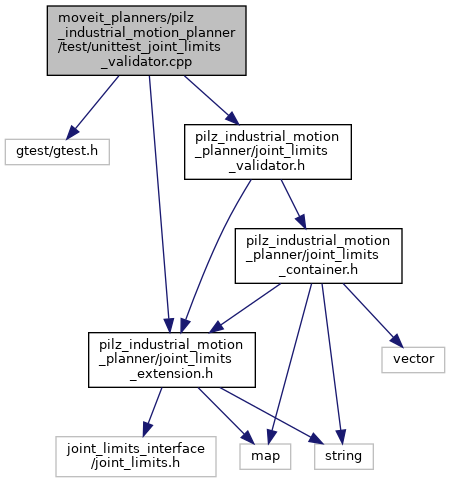 moveit_planners/pilz
_industrial_motion_planner
/test/unittest_joint_limits
_validator.cpp
gtest/gtest.h
pilz_industrial_motion
_planner/joint_limits
_validator.h
pilz_industrial_motion
_planner/joint_limits
_container.h
pilz_industrial_motion
_planner/joint_limits
_extension.h
vector
joint_limits_interface
/joint_limits.h
map
string